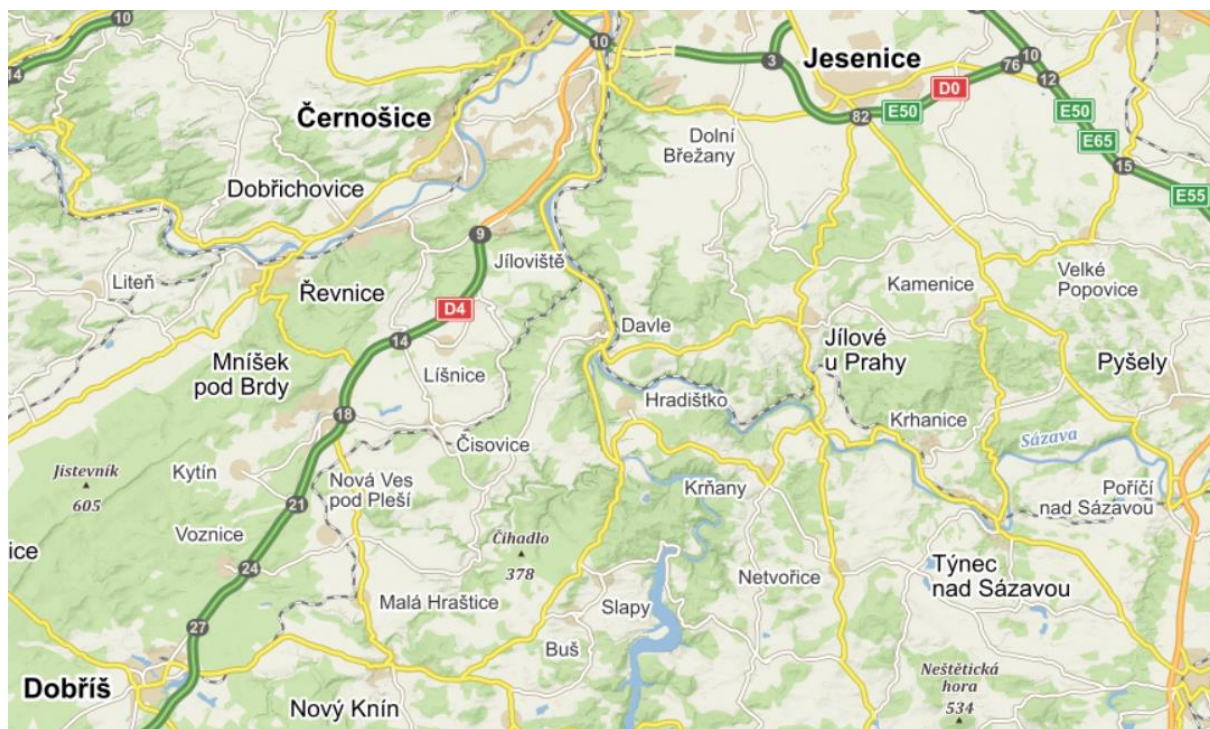 10
14
10
3
Jesenice
10
76
12
D0
E50
82
E50
E65
15
E55
Černošice
Dolní
Břežany
Dobřichovice
9
Jíloviště
Liteň
Řevnice
D4
Kamenice
Velké
Popovice
14
Davle
Jílové
u Prahy
Mníšek
pod Brdy
Líšnice
Pyšely
Hradištko
18
Krhanice
Čisovice
Sázava
Jistevník
605
Kytín
Nová Ves
pod Pleší
Krňany
Poříčí
nad Sázavou
21
Voznice
Čihadlo
378
ice
24
Netvořice
Týnec
nad Sázavou
Malá Hraštice
Slapy
27
Buš
Neštětická
hora
534
Dobříš
Nový Knín